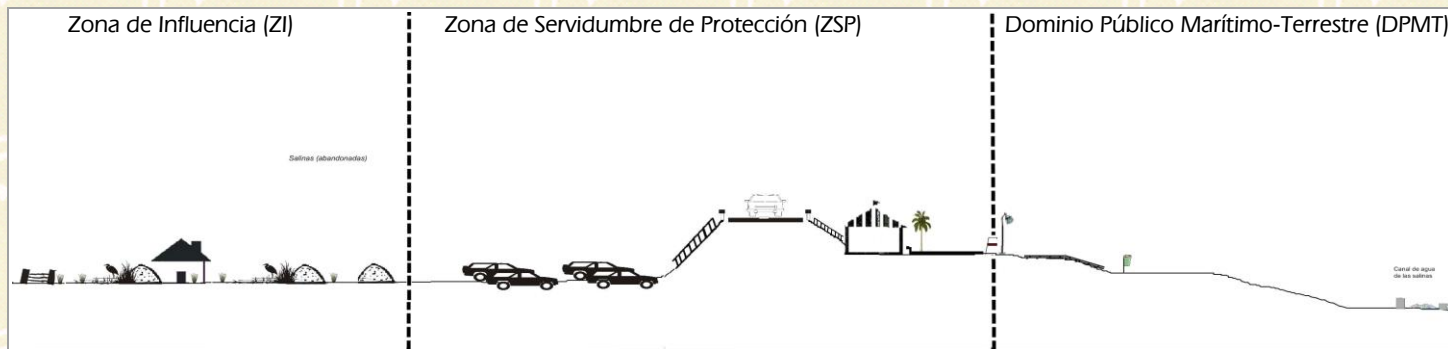 Zona de Influencia (ZI)
Zona de Servidumbre de Protección (ZSP)
Dominio Público Marítimo-Terrestre (DPMT)
Salinas (abandonadas)
Canal de agua
de las salinas